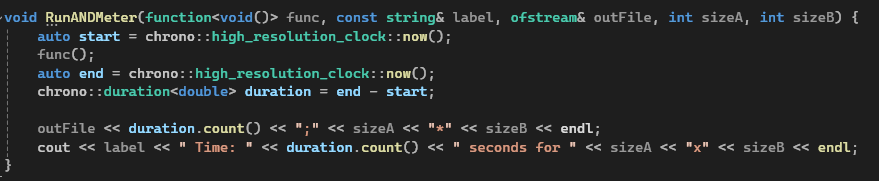 void RunANDMeter(function<void()> func, const string& label, ofstream& outFile, int sizeA, int sizeB) {
    auto start = chrono::high_resolution_clock::now();
    func();
    auto end = chrono::high_resolution_clock::now();
    chrono::duration<double> duration = end - start;

    outFile << duration.count() << ";" << sizeA << "*" << sizeB << endl;
    cout << label << " Time: " << duration.count() << " seconds for " << sizeA << "x" << sizeB << endl;
}